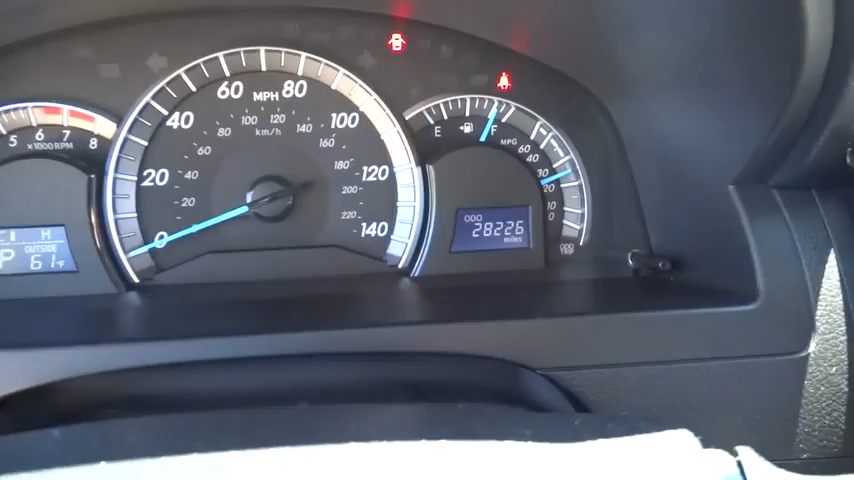 60 MPH 80
40 80 100 120 140 100
km/h
60 160
20 40 180 120
20 200
220
0 140
5 6 7 8
x1000 RPM
E F
MPG
60
40
30
20
10
0
ODO
28226
miles
ODO
TRIP
H
OUTSIDE
P 61°F